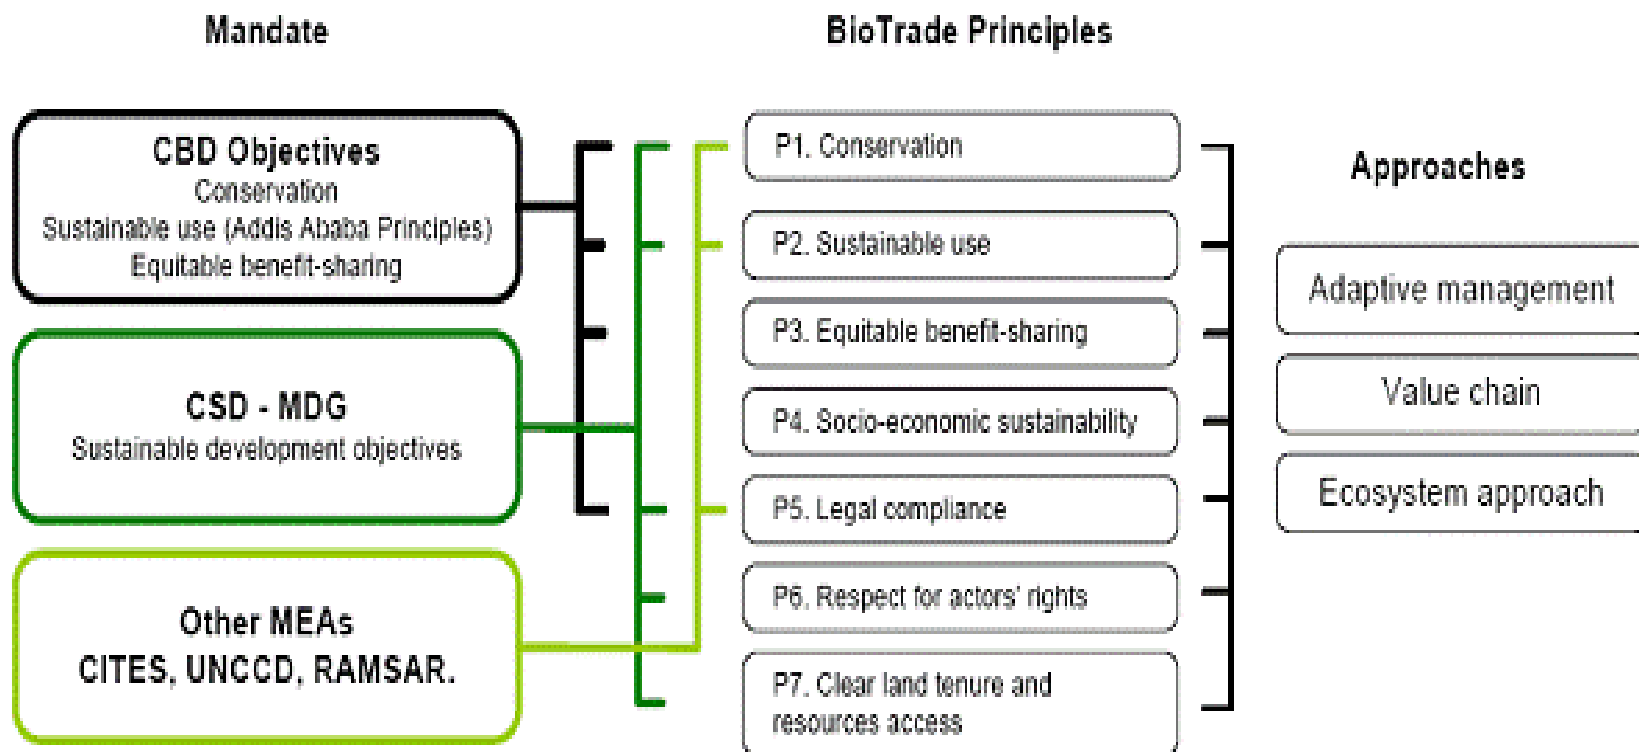 Mandate
BioTrade Principles
CBD Objectives
Conservation
Sustainable use (Addis Ababa Principles)
Equitable benefit-sharing
CSD - MDG
Sustainable development objectives
Other MEAs
CITES, UNCCD, RAMSAR.
P1. Conservation
P2. Sustainable use
P3. Equitable benefit-sharing
P4. Socio-economic sustainability
P5. Legal compliance
P6. Respect for actors' rights
P7. Clear land tenure and
resources access
Approaches
Adaptive management
Value chain
Ecosystem approach